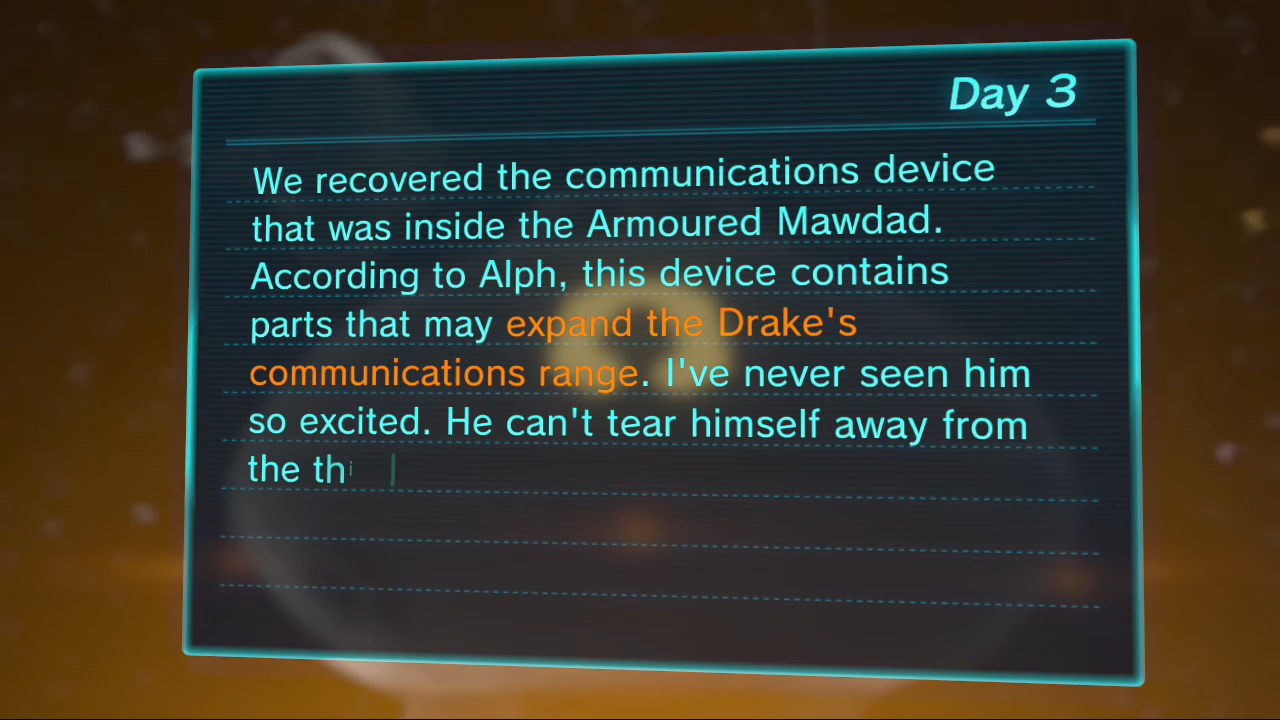 Day 3
We recovered the communications device
that was inside the Armoured Mawdad.
According to Alph, this device contains
parts that may expand the Drake's
communications range. I've never seen him
so excited. He can't tear himself away from
the thi